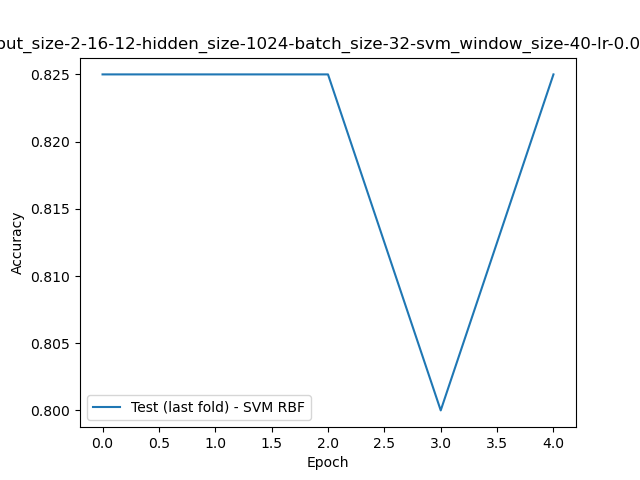 out_size-2-16-12-hidden_size-1024-batch_size-32-svm_window_size-40-lr-0.0
0.825
0.820
0.815
0.810
0.805
0.800
Accuracy
Test (last fold) - SVM RBF
0.0 0.5 1.0 1.5 2.0 2.5 3.0 3.5 4.0
Epoch